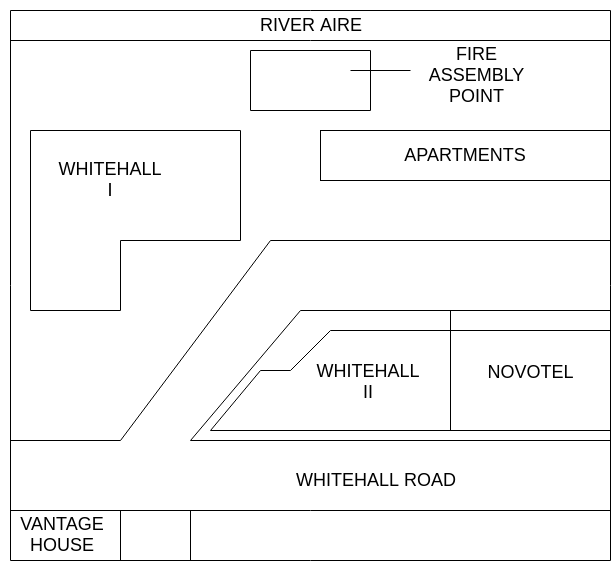 RIVER AIRE
FIRE
ASSEMBLY
POINT
APARTMENTS
WHITEHALL
I
WHITEHALL
II
NOVOTEL
WHITEHALL ROAD
VANTAGE
HOUSE